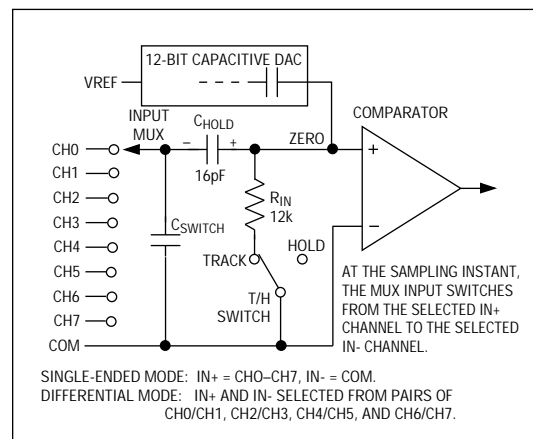 12-BIT CAPACITIVE DAC
VREF
INPUT
MUX
CHOLD
16pF
ZERO
COMPARATOR
CH0
CH1
CH2
CH3
CH4
CH5
CH6
CH7
COM
CSWITCH
RIN
12k
TRACK
HOLD
T/H
SWITCH
– +
+
–
AT THE SAMPLING INSTANT,
THE MUX INPUT SWITCHES
FROM THE SELECTED IN+
CHANNEL TO THE SELECTED
IN- CHANNEL.
SINGLE-ENDED MODE: IN+ = CHO–CH7, IN- = COM.
DIFFERENTIAL MODE: IN+ AND IN- SELECTED FROM PAIRS OF
CH0/CH1, CH2/CH3, CH4/CH5, AND CH6/CH7.